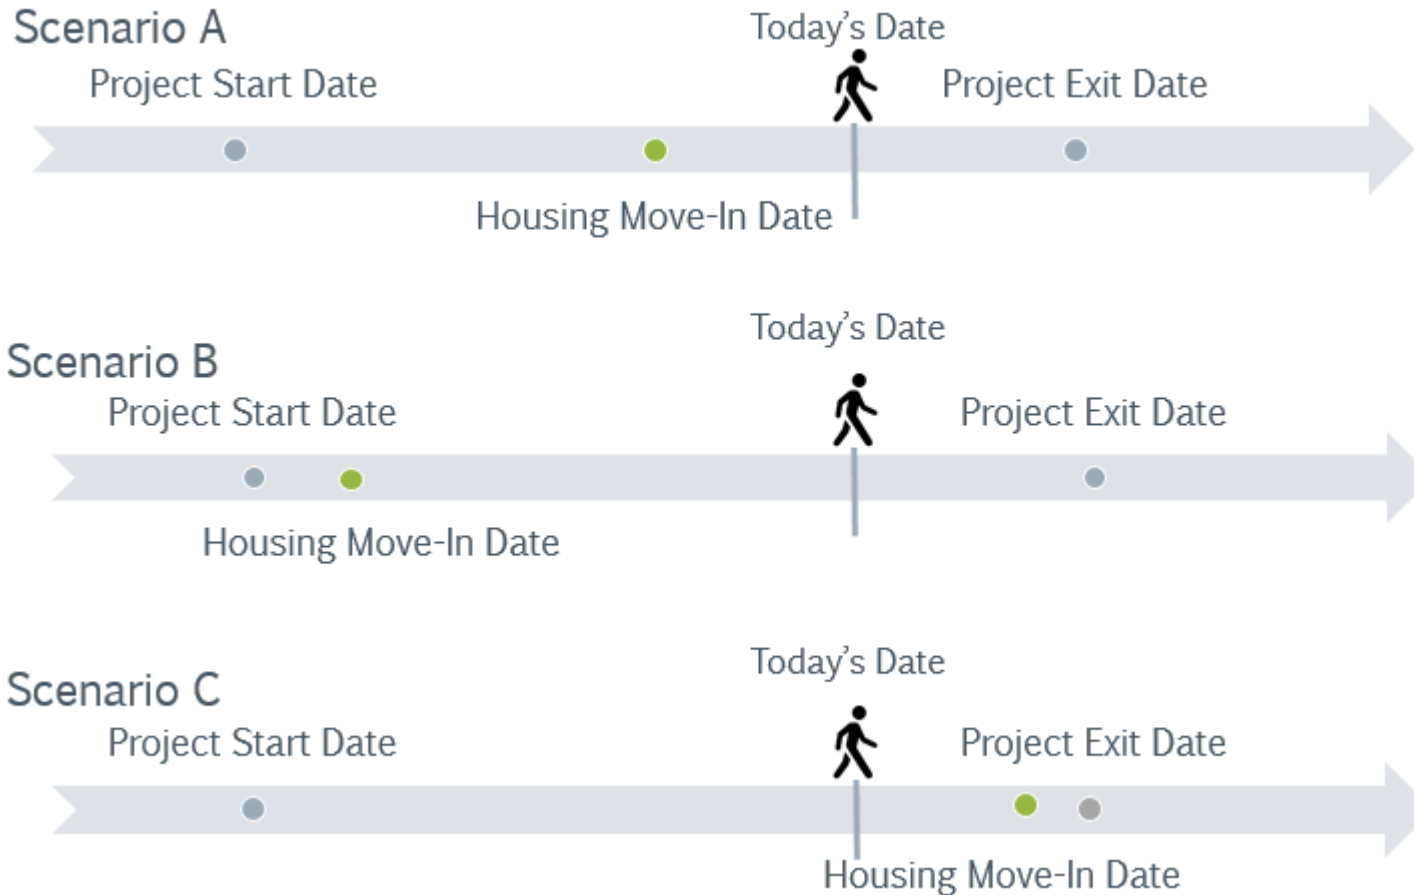 Scenario A
Today's Date
Project Start Date
Project Exit Date
Housing Move-In Date
Today's Date
Scenario B
Project Start Date
Project Exit Date
Housing Move-In Date
Today's Date
Scenario C
Project Start Date
Project Exit Date
Housing Move-In Date